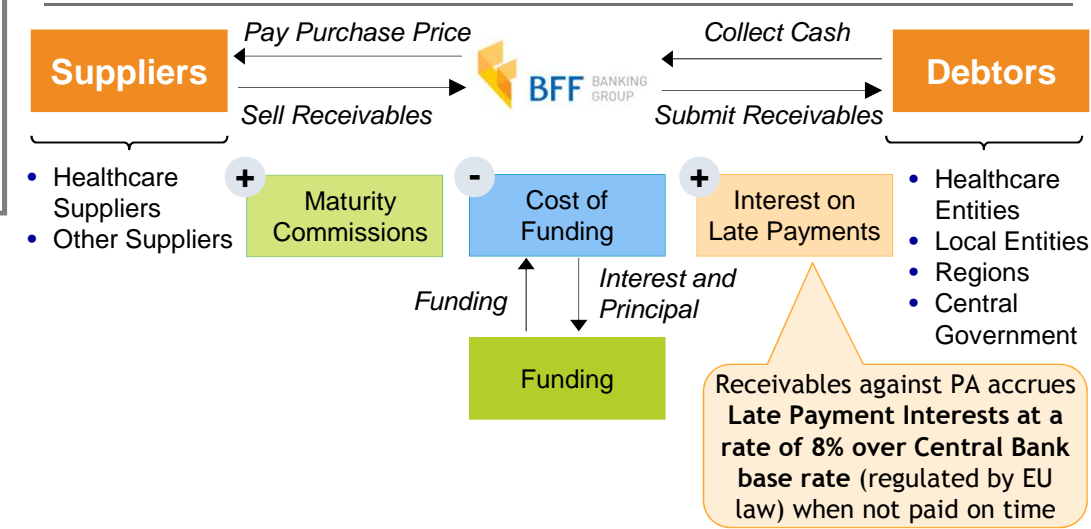 Pay Purchase Price
Collect Cash
Suppliers
BFF BANKING
GROUP
Debtors
Sell Receivables
Submit Receivables
• Healthcare
Suppliers
• Other Suppliers
+
Maturity
Commissions
-
Cost of
Funding
+
Interest on
Late Payments
• Healthcare
Entities
• Local Entities
• Regions
• Central
Government
Funding
Interest and
Principal
Funding
Receivables against PA accrues
Late Payment Interests at a
rate of 8% over Central Bank
base rate (regulated by EU
law) when not paid on time